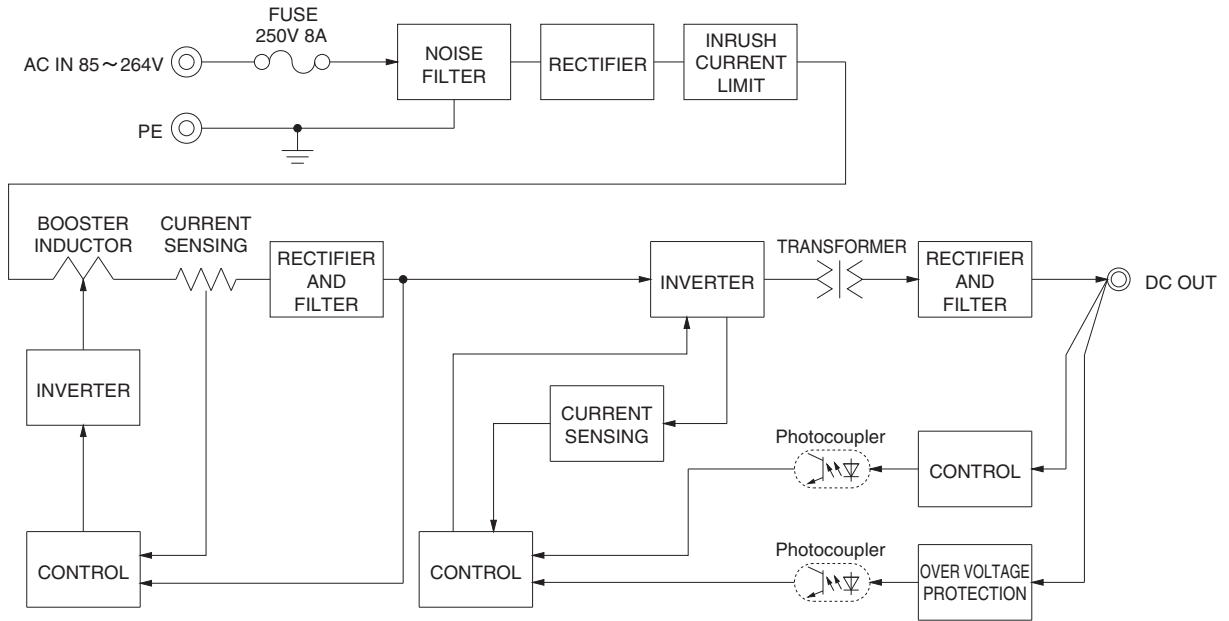 FUSE
250V 8A
AC IN 85～264V
NOISE
FILTER
RECTIFIER
INRUSH
CURRENT
LIMIT
PE
BOOSTER
INDUCTOR
CURRENT
SENSING
RECTIFIER
AND
FILTER
INVERTER
TRANSFORMER
RECTIFIER
AND
FILTER
DC OUT
INVERTER
CURRENT
SENSING
Photocoupler
CONTROL
CONTROL
CONTROL
Photocoupler
OVER VOLTAGE
PROTECTION